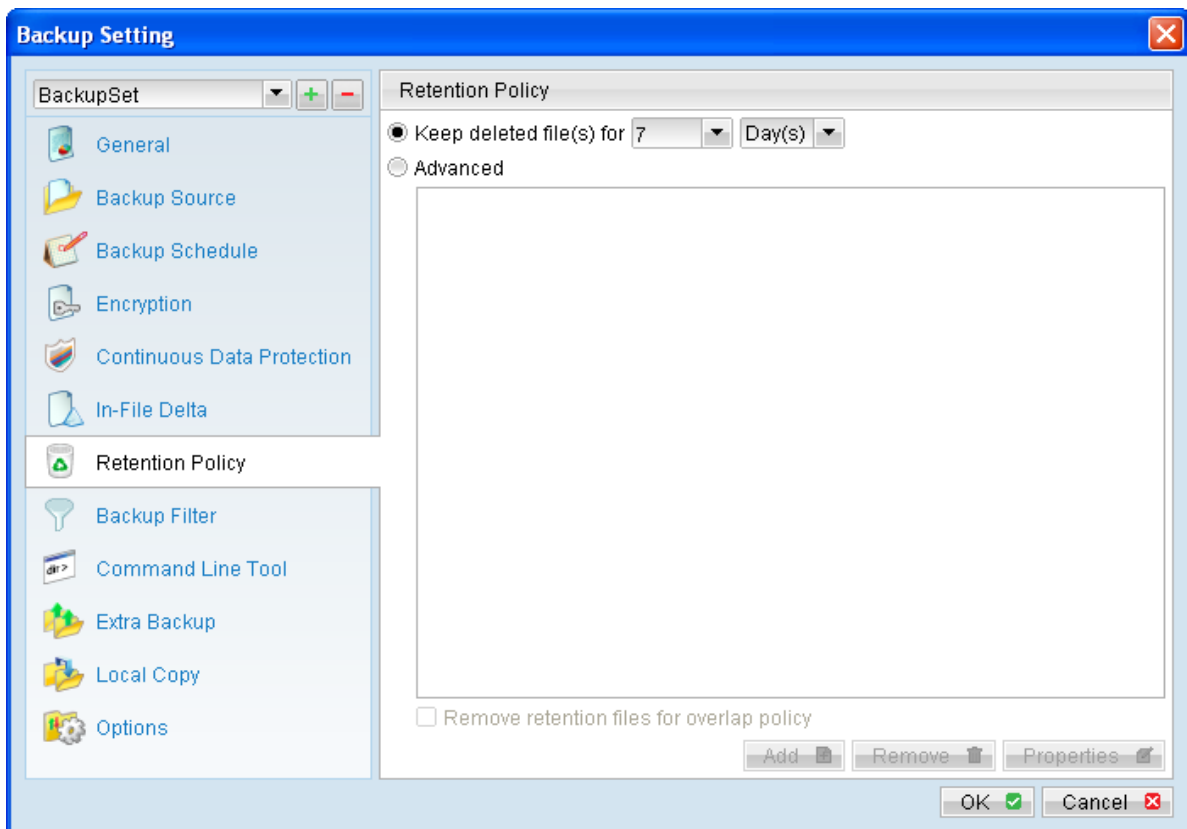 Backup Setting
BackupSet
General
Backup Source
Backup Schedule
Encryption
Continuous Data Protection
In-File Delta
Retention Policy
Backup Filter
dir>
Command Line Tool
Extra Backup
Local Copy
Options
Retention Policy
Keep deleted file(s) for 7 Day(s)
Advanced
Remove retention files for overlap policy
Add Remove Properties
OK Cancel